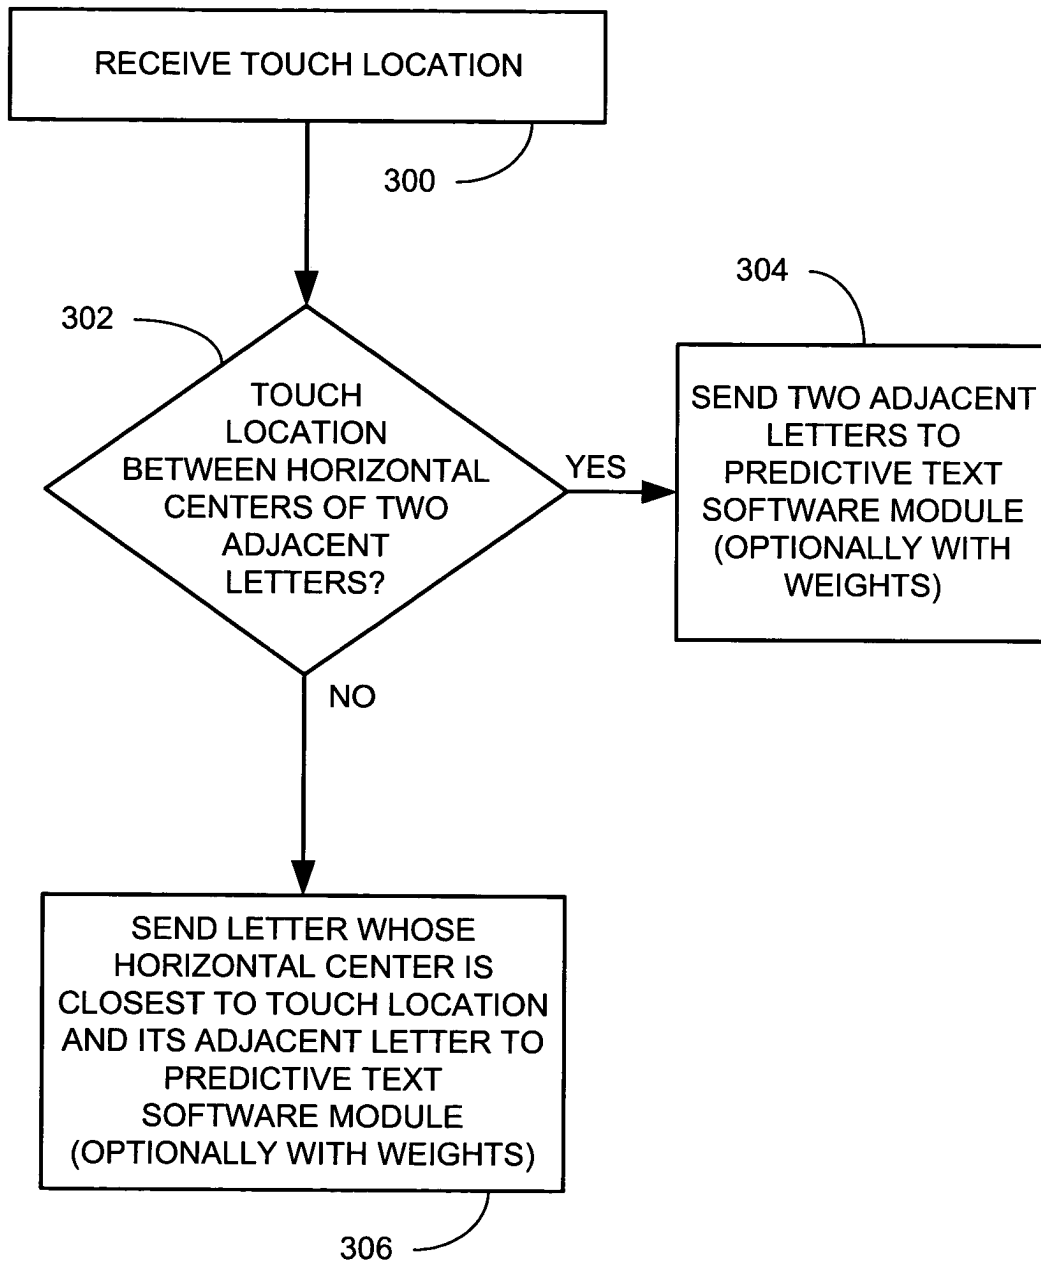 RECEIVE TOUCH LOCATION
300
302
TOUCH
LOCATION
BETWEEN HORIZONTAL
CENTERS OF TWO
ADJACENT
LETTERS?
YES
304
SEND TWO ADJACENT
LETTERS TO
PREDICTIVE TEXT
SOFTWARE MODULE
(OPTIONALLY WITH
WEIGHTS)
NO
SEND LETTER WHOSE
HORIZONTAL CENTER IS
CLOSEST TO TOUCH LOCATION
AND ITS ADJACENT LETTER TO
PREDICTIVE TEXT
SOFTWARE MODULE
(OPTIONALLY WITH WEIGHTS)
306